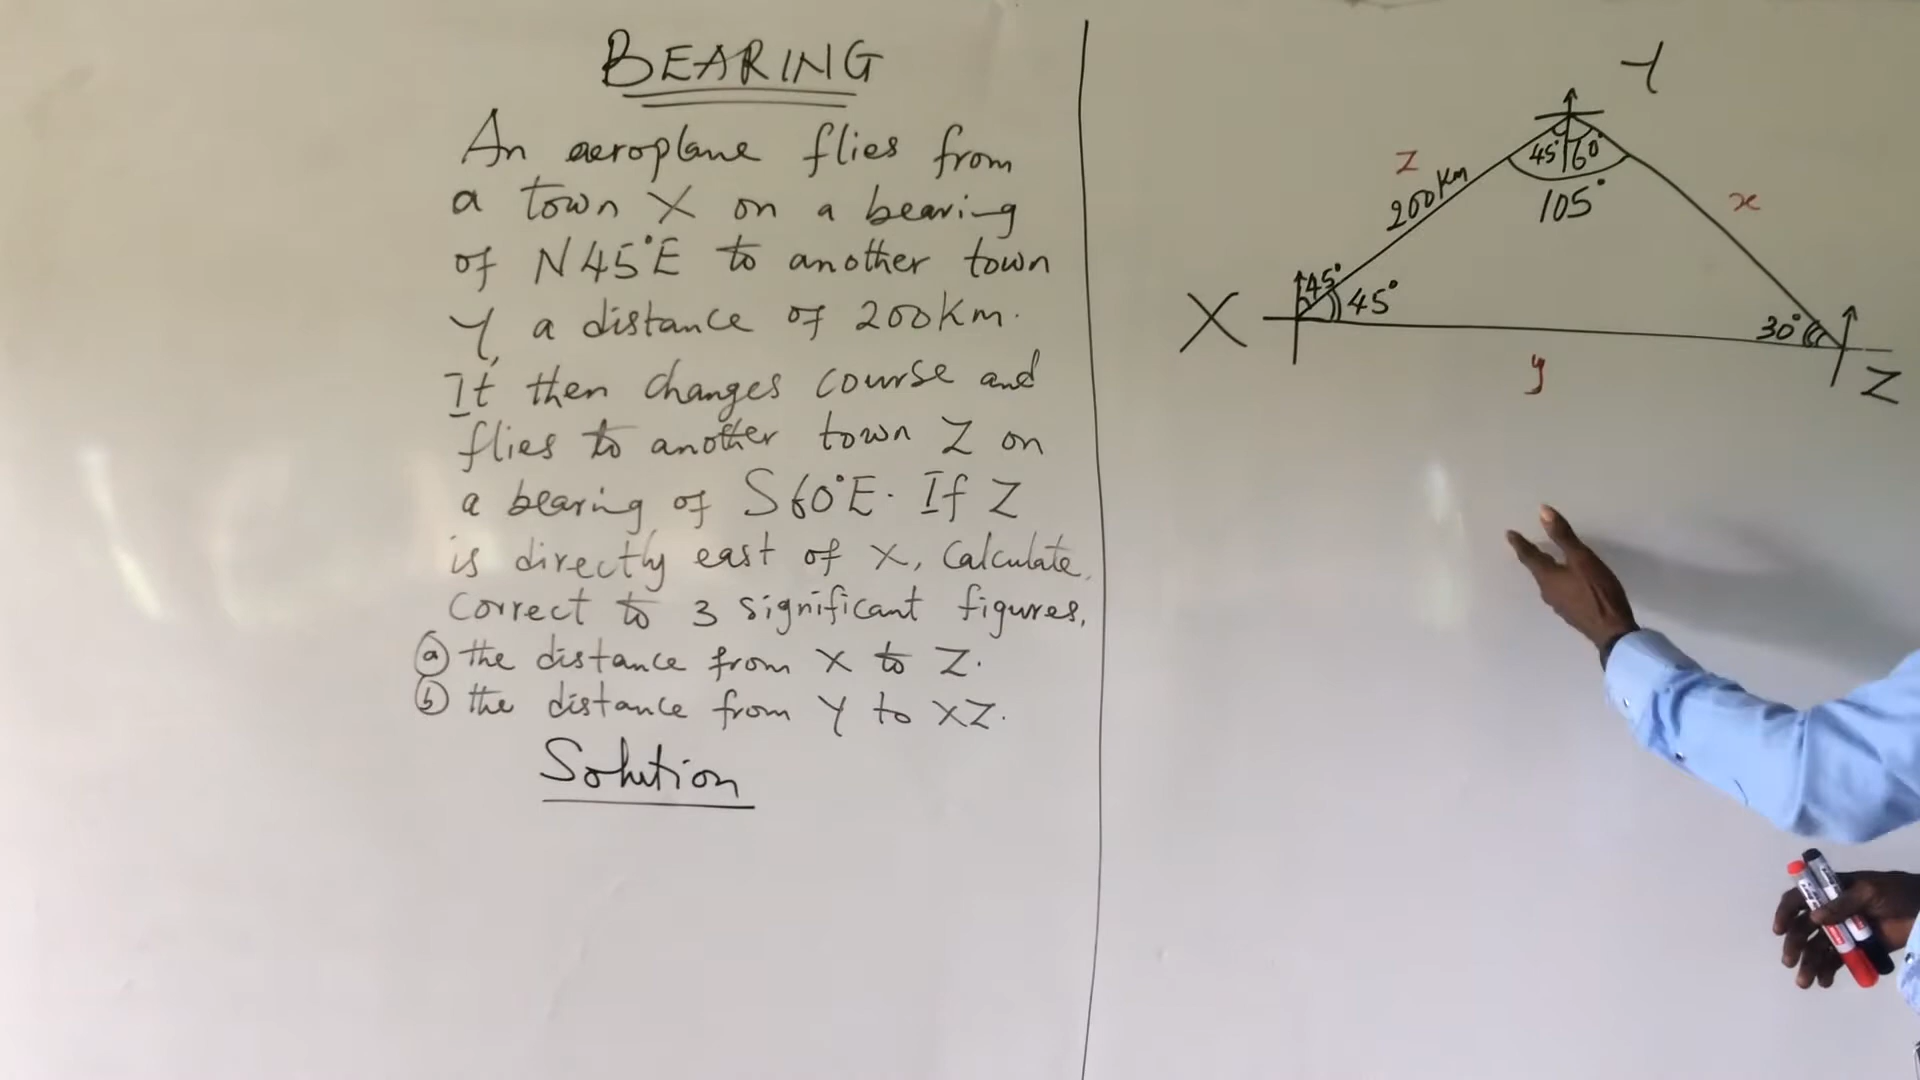 BEARING
An aeroplane flies from
a town X on a bearing
of N45°E to another town
Y, a distance of 200km.
It then changes course and
flies to another town Z on
a bearing of S60°E. If Z
is directly east of X, Calculate,
Correct to 3 significant figures,
(a) the distance from X to Z.
(b) the distance from Y to XZ.
Solution
Y
45° 60°
z
200km
105°
x
X
45°
45°
30°
y
Z